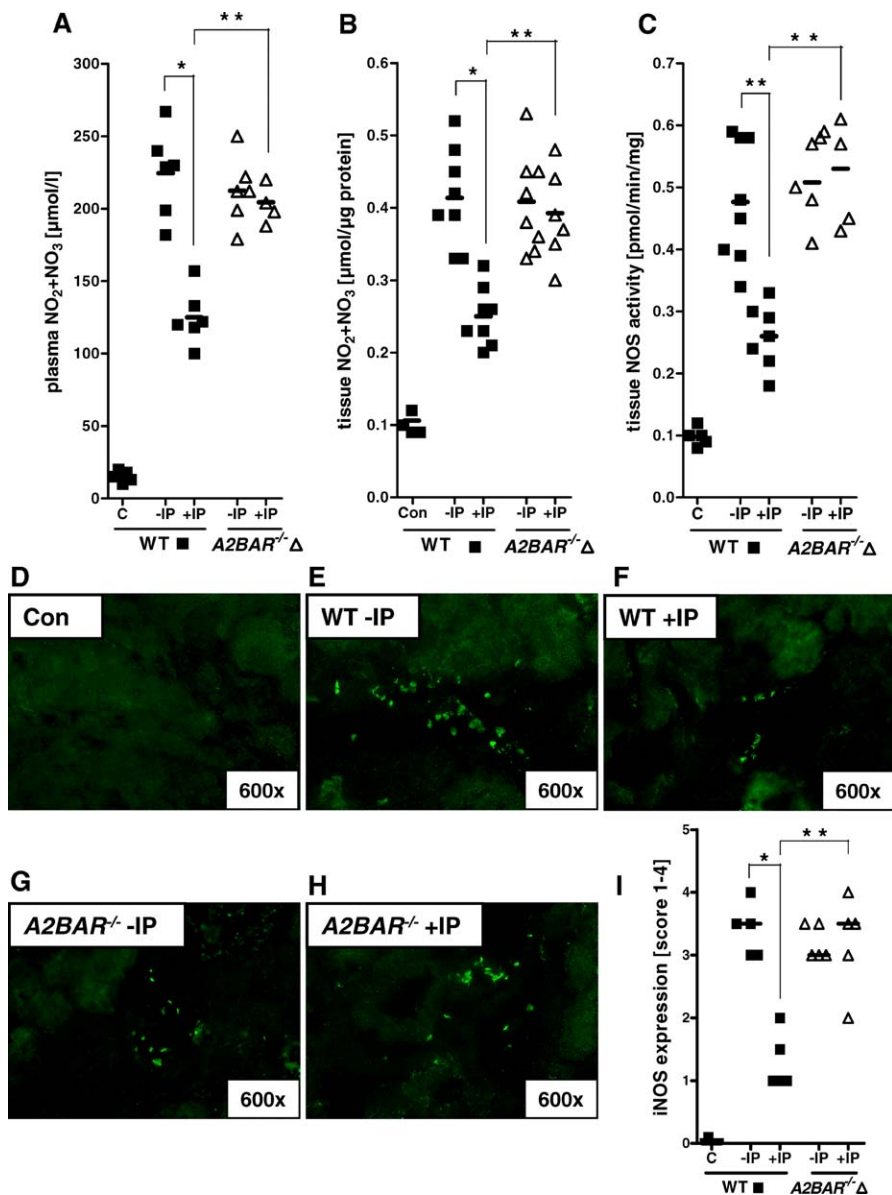 A
* *
*
plasma NO₂+NO₃ [µmol/l]
250
200
150
100
50
0
C -IP +IP -IP +IP
WT ■ A2BAR⁻/⁻ Δ
B
* *
*
tissue NO₂+NO₃ [µmol/µg protein]
0.6
0.5
0.4
0.3
0.2
0.1
0.0
Con -IP +IP -IP +IP
WT ■ A2BAR⁻/⁻ Δ
C
* *
**
tissue NOS activity [pmol/min/mg]
0.7
0.6
0.5
0.4
0.3
0.2
0.1
0.0
C -IP +IP -IP +IP
WT ■ A2BAR⁻/⁻ Δ
D
Con
600x
E
WT -IP
600x
F
WT +IP
600x
G
A2BAR⁻/⁻ -IP
600x
H
A2BAR⁻/⁻ +IP
600x
I
* *
*
iNOS expression [score 1-4]
5
4
3
2
1
0
C -IP +IP -IP +IP
WT ■ A2BAR⁻/⁻ Δ